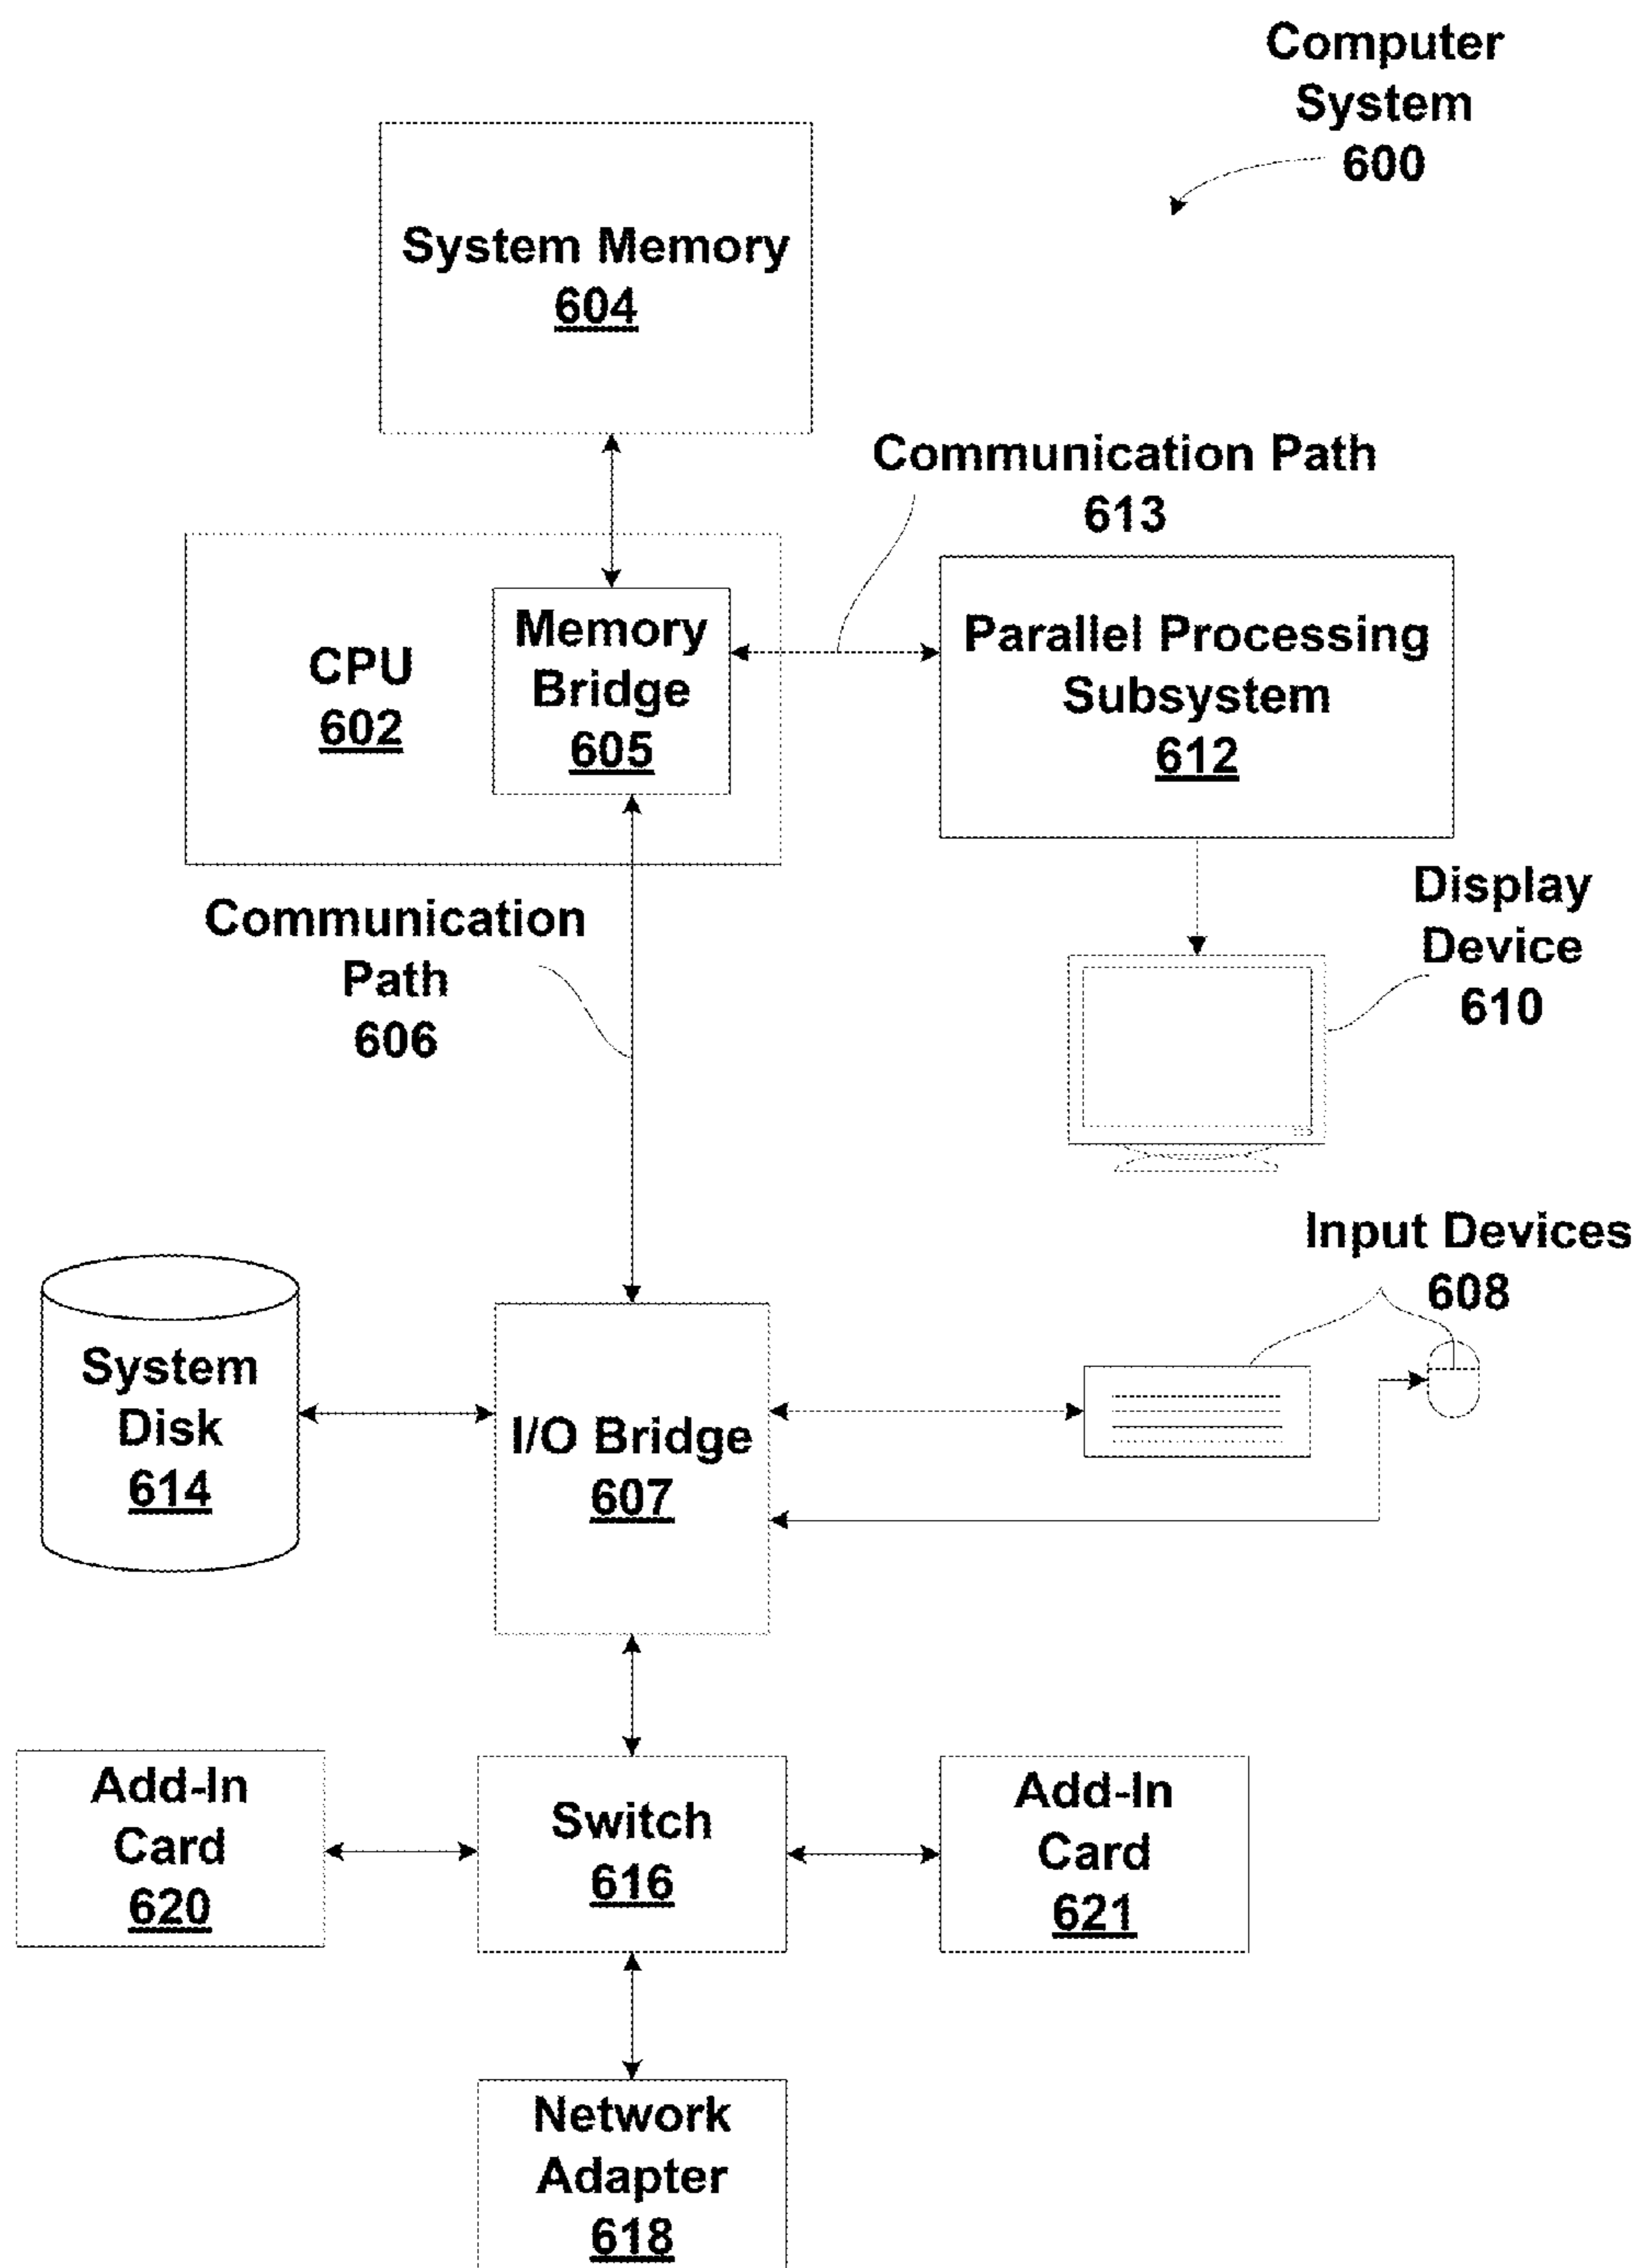 Computer
System
600
System Memory
604
Communication Path
613
CPU
602
Memory
Bridge
605
Parallel Processing
Subsystem
612
Communication
Path
606
Display
Device
610
Input Devices
608
System
Disk
614
I/O Bridge
607
Add-In
Card
620
Switch
616
Add-In
Card
621
Network
Adapter
618